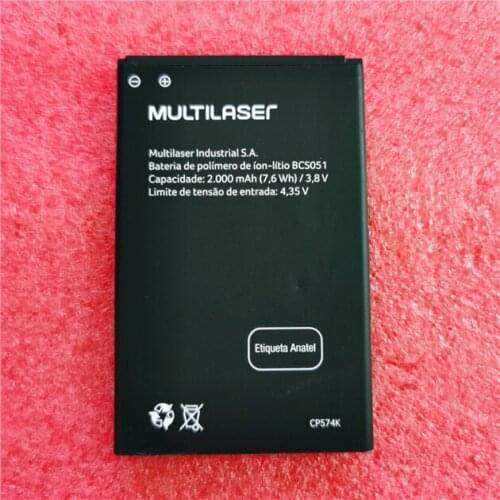 MULTILASER
Multilaser Industrial S.A.
Bateria de polímero de íon-lítio BCS051
Capacidade: 2.000 mAh (7,6 Wh) / 3,8 V
Limite de tensão de entrada: 4,35 V
Etiqueta Anatel
CP574K